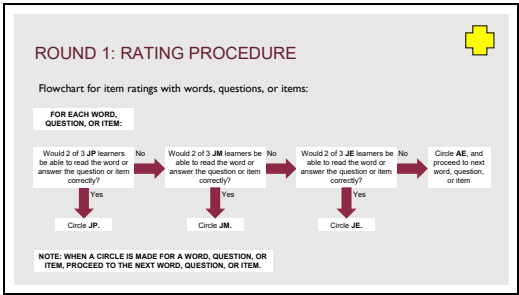 ROUND 1: RATING PROCEDURE
Flowchart for item ratings with words, questions, or items:
FOR EACH WORD,
QUESTION, OR ITEM:
Would 2 of 3 JP learners
be able to read the word or
answer the question or item
correctly?
No
Would 2 of 3 JM learners be
able to read the word or
answer the question or item
correctly?
No
Would 2 of 3 JE learners be
able to read the word or
answer the question or item
correctly?
No
Circle AE, and
proceed to next
word, question,
or item
Yes
Yes
Yes
Circle JP.
Circle JM.
Circle JE.
NOTE: WHEN A CIRCLE IS MADE FOR A WORD, QUESTION, OR
ITEM, PROCEED TO THE NEXT WORD, QUESTION, OR ITEM.